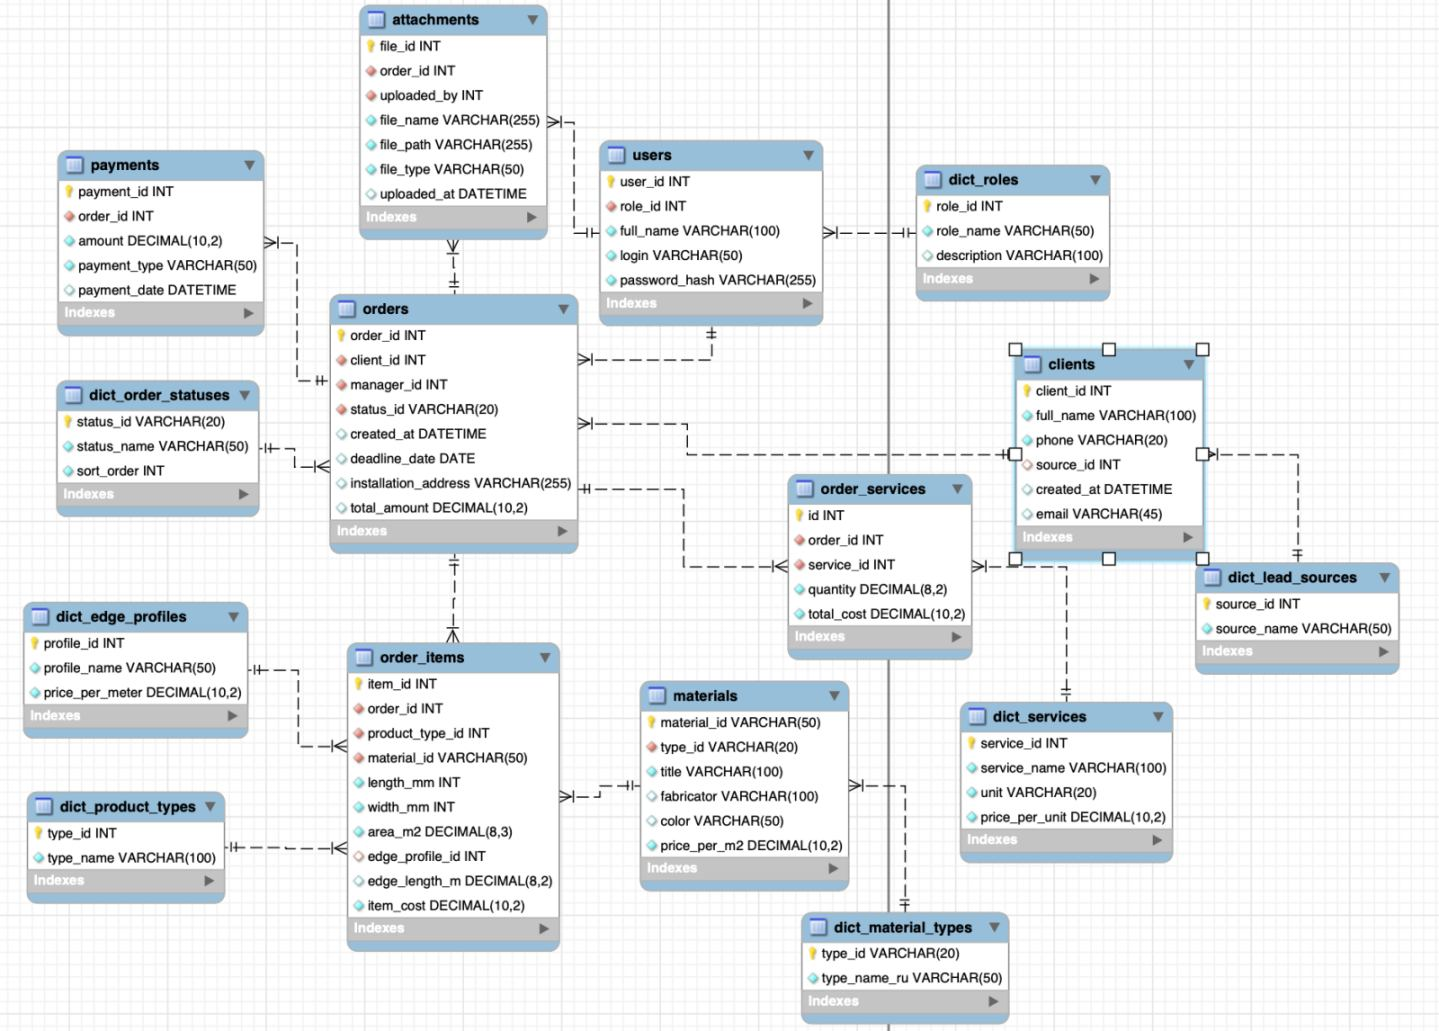 attachments
file_id INT
order_id INT
uploaded_by INT
file_name VARCHAR(255)
file_path VARCHAR(255)
file_type VARCHAR(50)
uploaded_at DATETIME
Indexes
payments
payment_id INT
order_id INT
amount DECIMAL(10,2)
payment_type VARCHAR(50)
payment_date DATETIME
Indexes
users
user_id INT
role_id INT
full_name VARCHAR(100)
login VARCHAR(50)
password_hash VARCHAR(255)
Indexes
dict_roles
role_id INT
role_name VARCHAR(50)
description VARCHAR(100)
Indexes
orders
order_id INT
client_id INT
manager_id INT
status_id VARCHAR(20)
created_at DATETIME
deadline_date DATE
installation_address VARCHAR(255)
total_amount DECIMAL(10,2)
Indexes
dict_order_statuses
status_id VARCHAR(20)
status_name VARCHAR(50)
sort_order INT
Indexes
clients
client_id INT
full_name VARCHAR(100)
phone VARCHAR(20)
source_id INT
created_at DATETIME
email VARCHAR(45)
Indexes
order_services
id INT
order_id INT
service_id INT
quantity DECIMAL(8,2)
total_cost DECIMAL(10,2)
Indexes
dict_lead_sources
source_id INT
source_name VARCHAR(50)
Indexes
dict_edge_profiles
profile_id INT
profile_name VARCHAR(50)
price_per_meter DECIMAL(10,2)
Indexes
order_items
item_id INT
order_id INT
product_type_id INT
material_id VARCHAR(50)
length_mm INT
width_mm INT
area_m2 DECIMAL(8,3)
edge_profile_id INT
edge_length_m DECIMAL(8,2)
item_cost DECIMAL(10,2)
Indexes
materials
material_id VARCHAR(50)
type_id VARCHAR(20)
title VARCHAR(100)
fabricator VARCHAR(100)
color VARCHAR(50)
price_per_m2 DECIMAL(10,2)
Indexes
dict_services
service_id INT
service_name VARCHAR(100)
unit VARCHAR(20)
price_per_unit DECIMAL(10,2)
Indexes
dict_product_types
type_id INT
type_name VARCHAR(100)
Indexes
dict_material_types
type_id VARCHAR(20)
type_name_ru VARCHAR(50)
Indexes